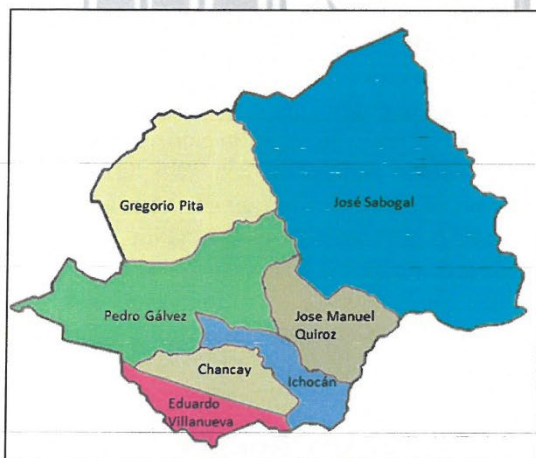 Gregorio Pita
José Sabogal
Pedro Gálvez
Jose Manuel
Quiroz
Chancay
Ichocán
Eduardo
Villanueva